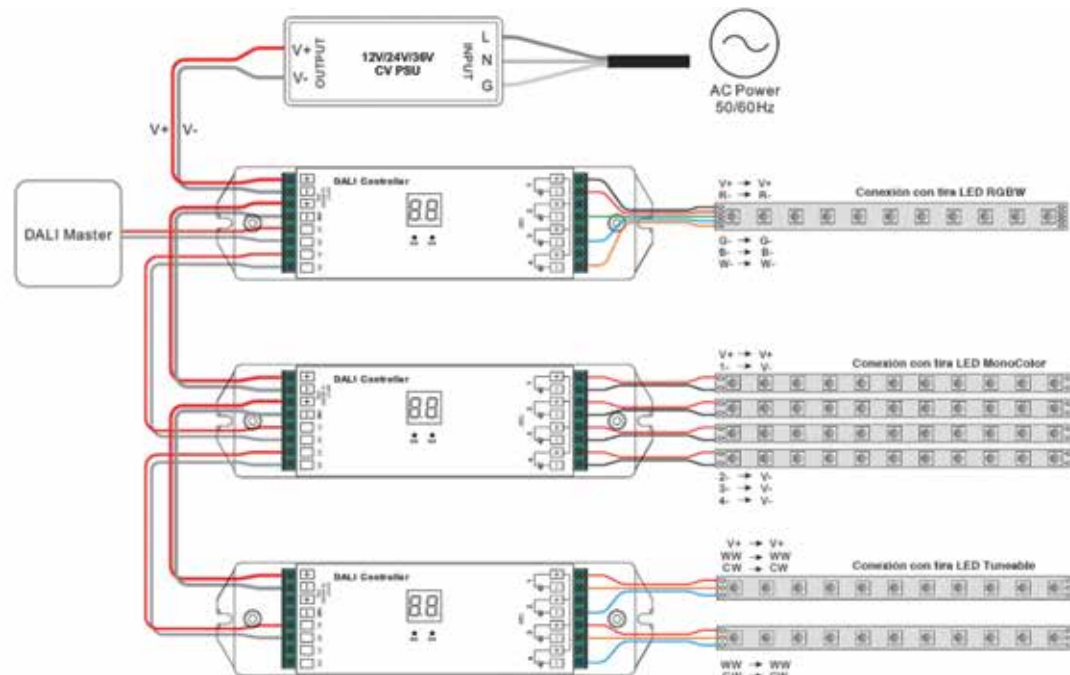 V+
V-
OUTPUT
12V/24V/36V
CV PSU
INPUT
L
N
G
AC Power
50/60Hz
V+ V-
DALI Master
DALI Controller
V+ → V+
R- → R-
Conexión con tira LED RGBW
G- → G-
B- → B-
W- → W-
DALI Controller
V+ → V+
1- → V-
Conexión con tira LED MonoColor
2- → V-
3- → V-
4- → V-
DALI Controller
V+ → V+
WW → WW
CW → CW
Conexión con tira LED Tuneable
WW → WW
CW → CW